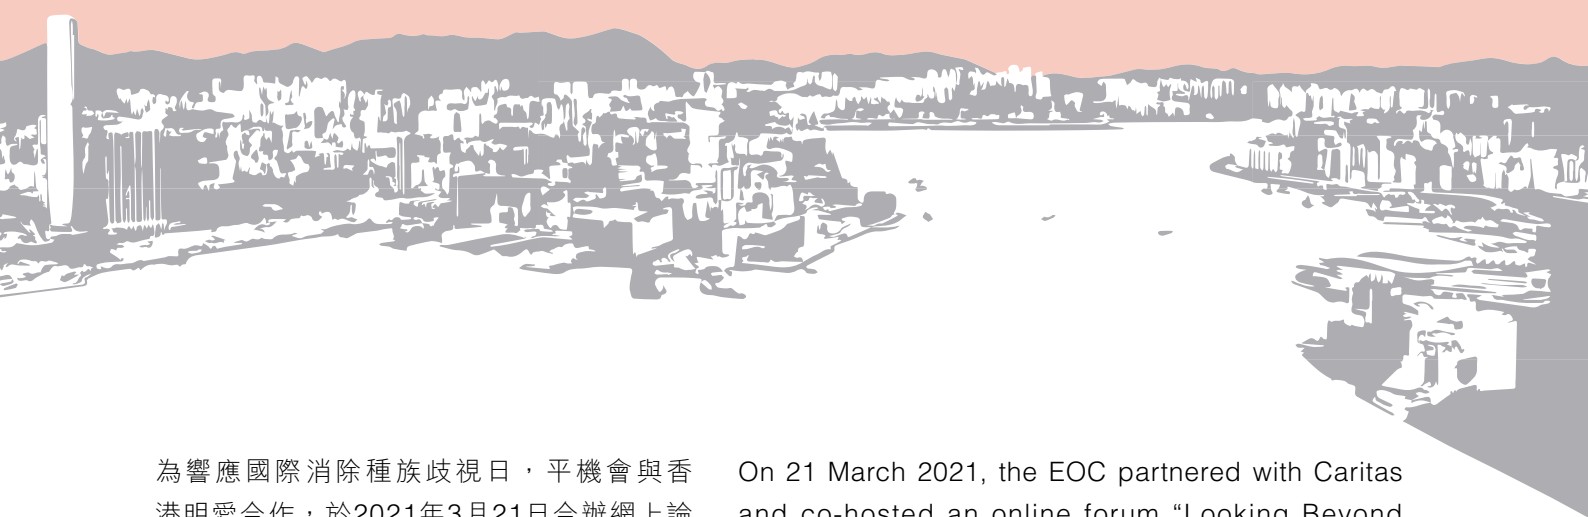 為響應國際消除種族歧視日，平機會與香
港明愛合作，於2021年3月21日合辦網上論
On 21 March 2021, the EOC partnered with Caritas
and co-hosted an online forum “Looking Beyond